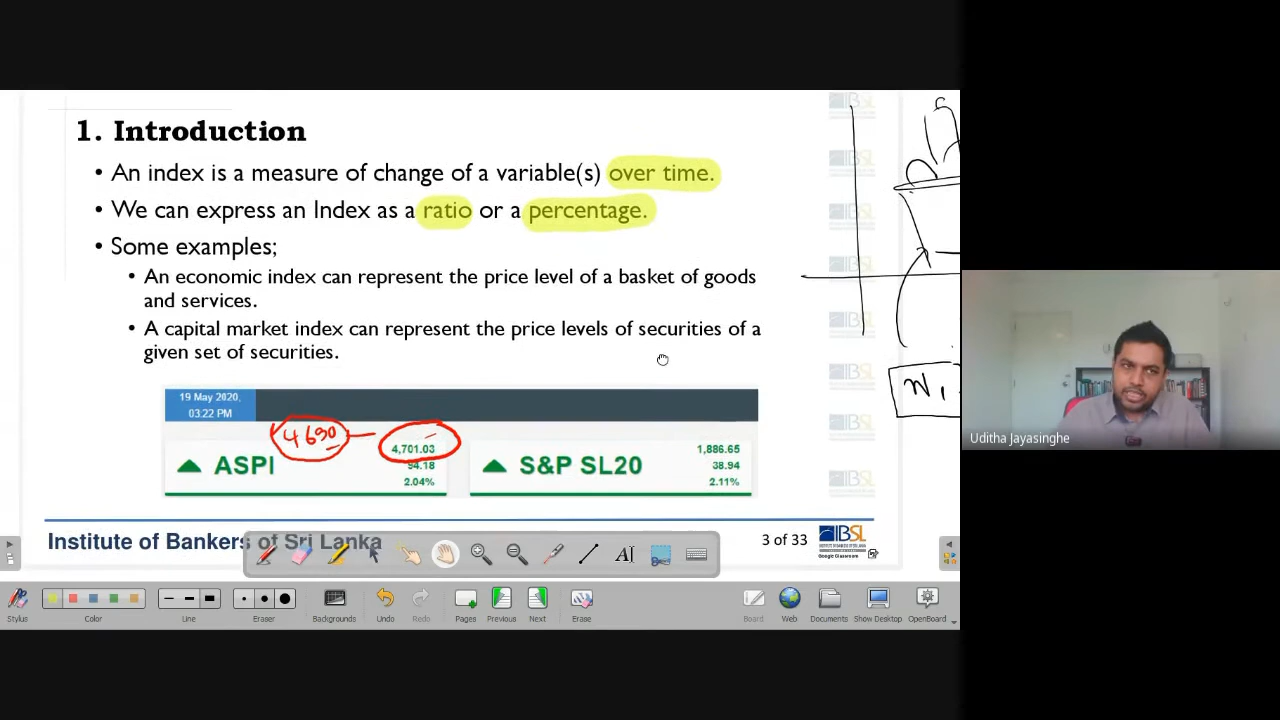 1. Introduction
• An index is a measure of change of a variable(s) over time.
• We can express an Index as a ratio or a percentage.
• Some examples;
• An economic index can represent the price level of a basket of goods
and services.
• A capital market index can represent the price levels of securities of a
given set of securities.
19 May 2020,
03:22 PM
4690
4,701.03
ASPI
94.18
2.04%
1,886.65
S&P SL20
38.94
2.11%
Institute of Bankers of Sri Lanka
3 of 33
IBSL
Google Classroom
Uditha Jayasinghe
Stylus
Color
Line
Eraser
Backgrounds
Undo
Redo
Pages
Previous
Next
Erase
Board
Web
Documents
Show Desktop
OpenBoard